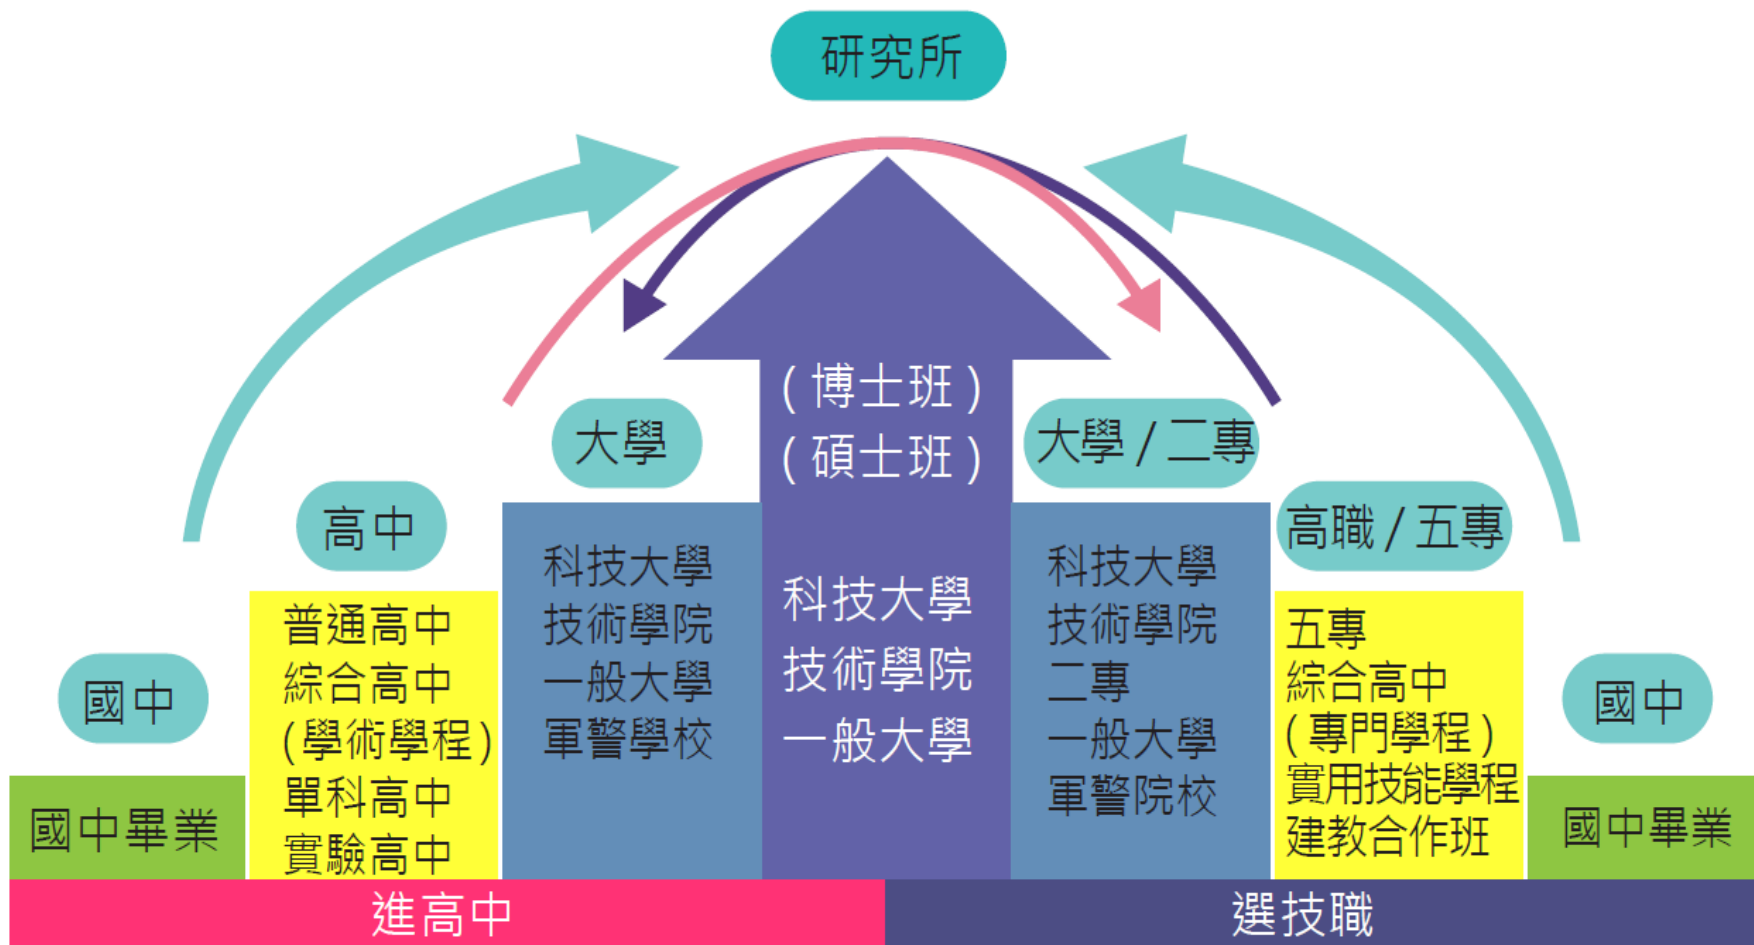 研究所
國中
國中畢業
高中
普通高中
綜合高中
(學術學程)
單科高中
實驗高中
大學
科技大學
技術學院
一般大學
軍警學校
(博士班)
(碩士班)
科技大學
技術學院
一般大學
大學/二專
科技大學
技術學院
二專
一般大學
軍警院校
高職/五專
五專
綜合高中
(專門學程)
實用技能學程
建教合作班
國中
國中畢業
進高中
選技職